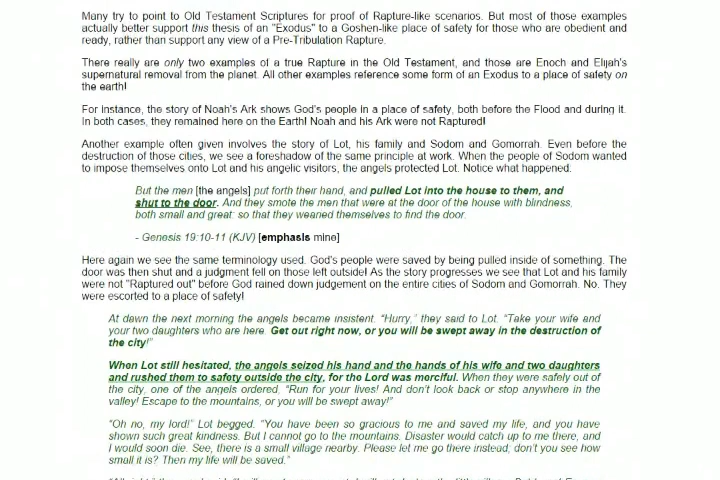 Many try to point to Old Testament Scriptures for proof of Rapture-like scenarios. But most of those examples
actually better support this thesis of an "Exodus" to a Goshen-like place of safety for those who are obedient and
ready, rather than support any view of a Pre-Tribulation Rapture.
There really are only two examples of a true Rapture in the Old Testament, and those are Enoch and Elijah's
supernatural removal from the planet. All other examples reference some form of an Exodus to a place of safety on
the earth!
For instance, the story of Noah's Ark shows God's people in a place of safety, both before the Flood and during it.
In both cases, they remained here on the Earth! Noah and his Ark were not Raptured!
Another example often given involves the story of Lot, his family and Sodom and Gomorrah. Even before the
destruction of those cities, we see a foreshadow of the same principle at work. When the people of Sodom wanted
to impose themselves onto Lot and his angelic visitors, the angels protected Lot. Notice what happened:
But the men [the angels] put forth their hand, and pulled Lot into the house to them, and
shut to the door. And they smote the men that were at the door of the house with blindness,
both small and great: so that they wearied themselves to find the door.
- Genesis 19:10-11 (KJV) [emphasis mine]
Here again we see the same terminology used. God's people were saved by being pulled inside of something. The
door was then shut and a judgment fell on those left outside! As the story progresses we see that Lot and his family
were not "Raptured out" before God rained down judgement on the entire cities of Sodom and Gomorrah. No. They
were escorted to a place of safety!
At dawn the next morning the angels became insistent. "Hurry," they said to Lot. "Take your wife and
your two daughters who are here. Get out right now, or you will be swept away in the destruction of
the city!"
When Lot still hesitated, the angels seized his hand and the hands of his wife and two daughters
and rushed them to safety outside the city, for the Lord was merciful. When they were safely out of
the city, one of the angels ordered, "Run for your lives! And don't look back or stop anywhere in the
valley! Escape to the mountains, or you will be swept away!"
"Oh no, my lord!" Lot begged. "You have been so gracious to me and saved my life, and you have
shown such great kindness. But I cannot go to the mountains. Disaster would catch up to me there, and
I would soon die. See, there is a small village nearby. Please let me go there instead; don't you see how
small it is? Then my life will be saved."